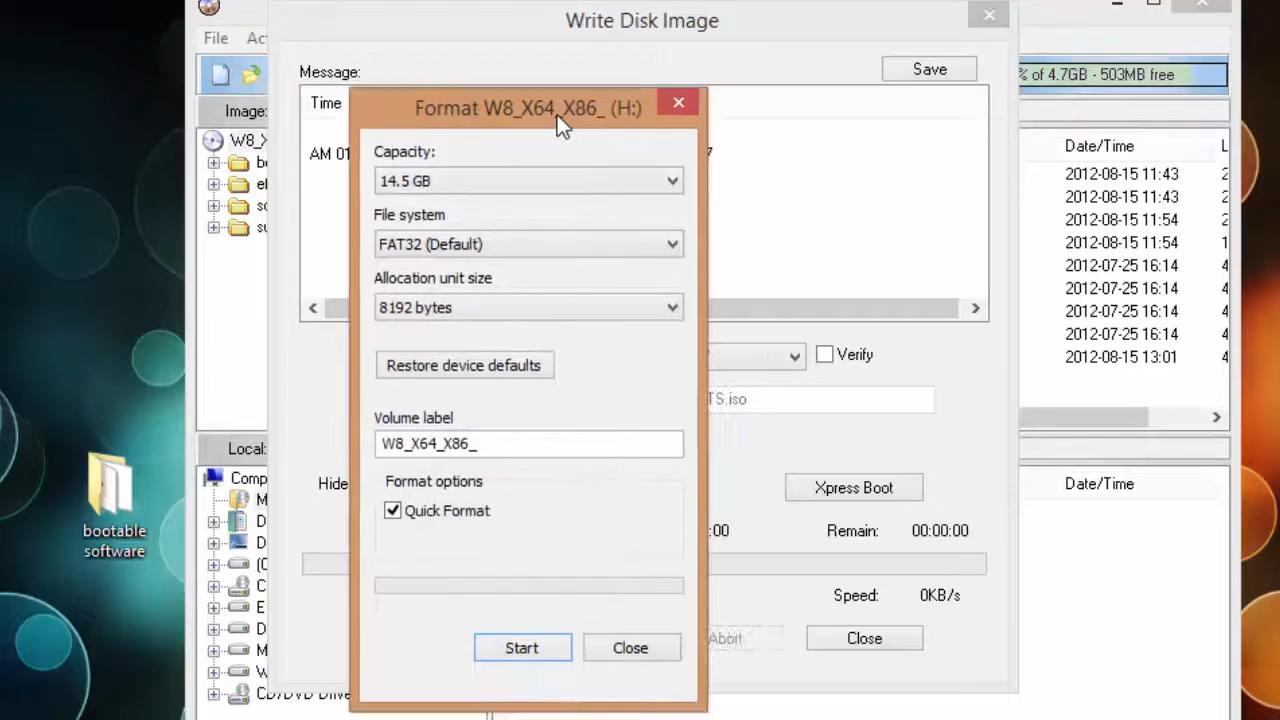 Write Disk Image
File
Message:
Save
% of 4.7GB - 503MB free
Image:
Time
Format W8_X64_X86_ (H:)
Date/Time
Capacity:
14.5 GB
2012-08-15 11:43
2012-08-15 11:43
2012-08-15 11:54
2012-08-15 11:54
2012-07-25 16:14
2012-07-25 16:14
2012-07-25 16:14
2012-07-25 16:14
2012-08-15 13:01
AM 01
File system
FAT32 (Default)
Allocation unit size
8192 bytes
Verify
Restore device defaults
TS.iso
Volume label
W8_X64_X86_
Local:
Date/Time
Format options
Hide
Xpress Boot
Quick Format
:00
Remain:
00:00:00
bootable
software
Speed:
0KB/s
Start
Close
Abort
Close
CD/DVD Drive